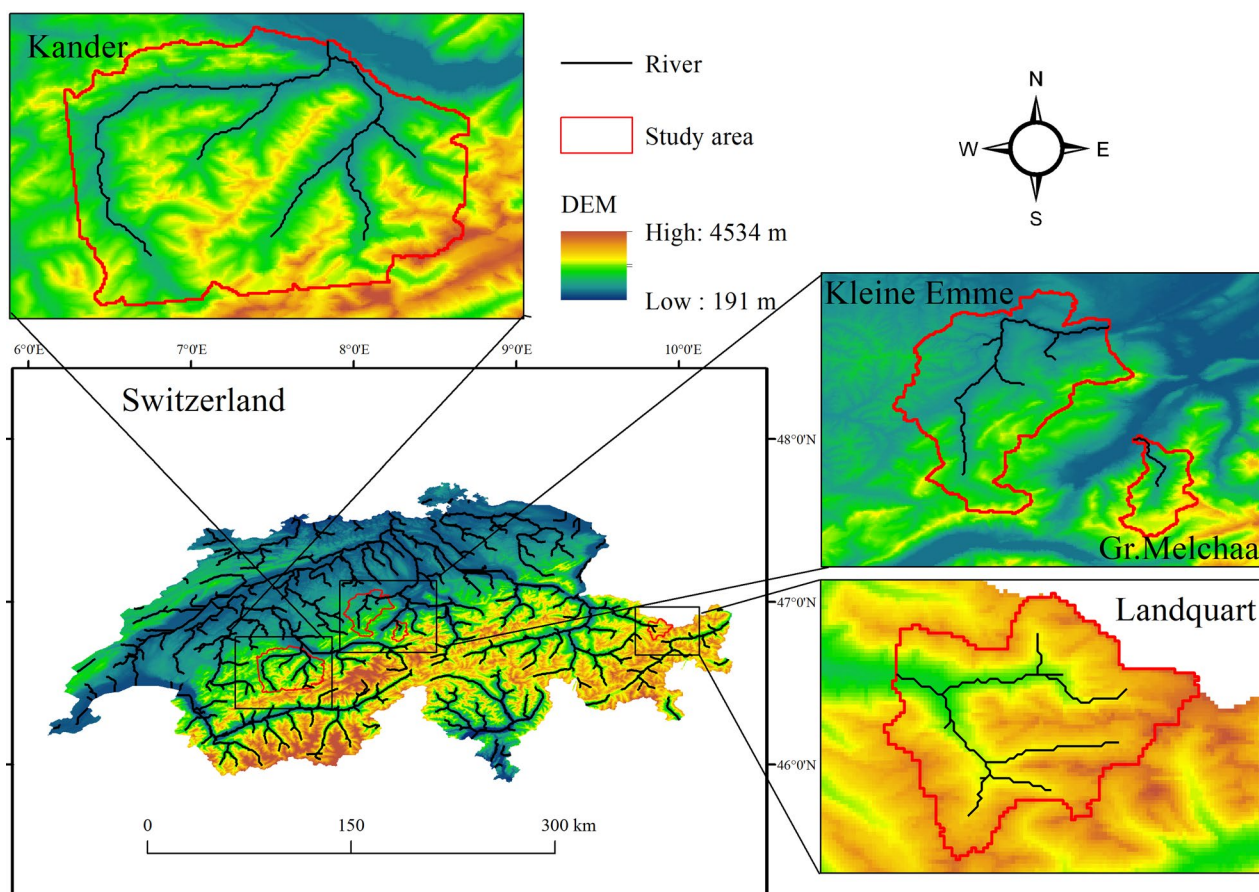 Kander
River
Study area
DEM
High: 4534 m
Low : 191 m
N
W
E
S
Kleine Emme
Gr.Melchaa
6°0'E
7°0'E
8°0'E
9°0'E
10°0'E
Switzerland
48°0'N
47°0'N
46°0'N
Landquart
0
150
300 km